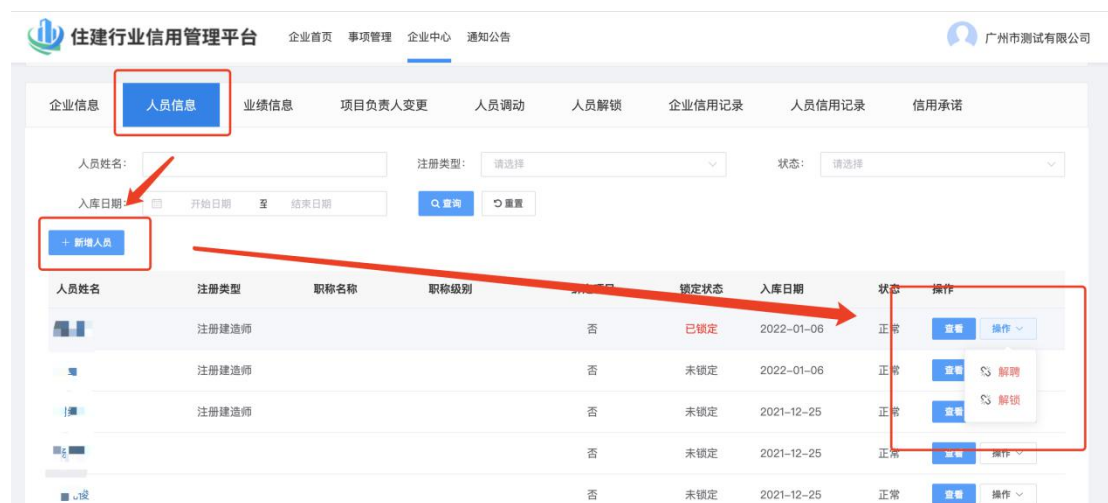 住建行业信用管理平台 企业首页 事项管理 企业中心 通知公告 广州市测试有限公司
企业信息 人员信息 业绩信息 项目负责人变更 人员调动 人员解锁 企业信用记录 人员信用记录 信用承诺
人员姓名: 注册类型: 请选择 状态: 请选择
入库日期: 开始日期 至 结束日期 查询 重置
+ 新增人员
人员姓名 注册类型 职称名称 职称级别 锁定状态 入库日期 状态 操作
注册建造师 否 已锁定 2022-01-06 正常 查看 操作
注册建造师 否 未锁定 2022-01-06 正常 查看 解聘
解锁
注册建造师 否 未锁定 2021-12-25 正常 查看
否 未锁定 2021-12-25 正常 查看 操作
俊 否 未锁定 2021-12-25 正常 查看 操作